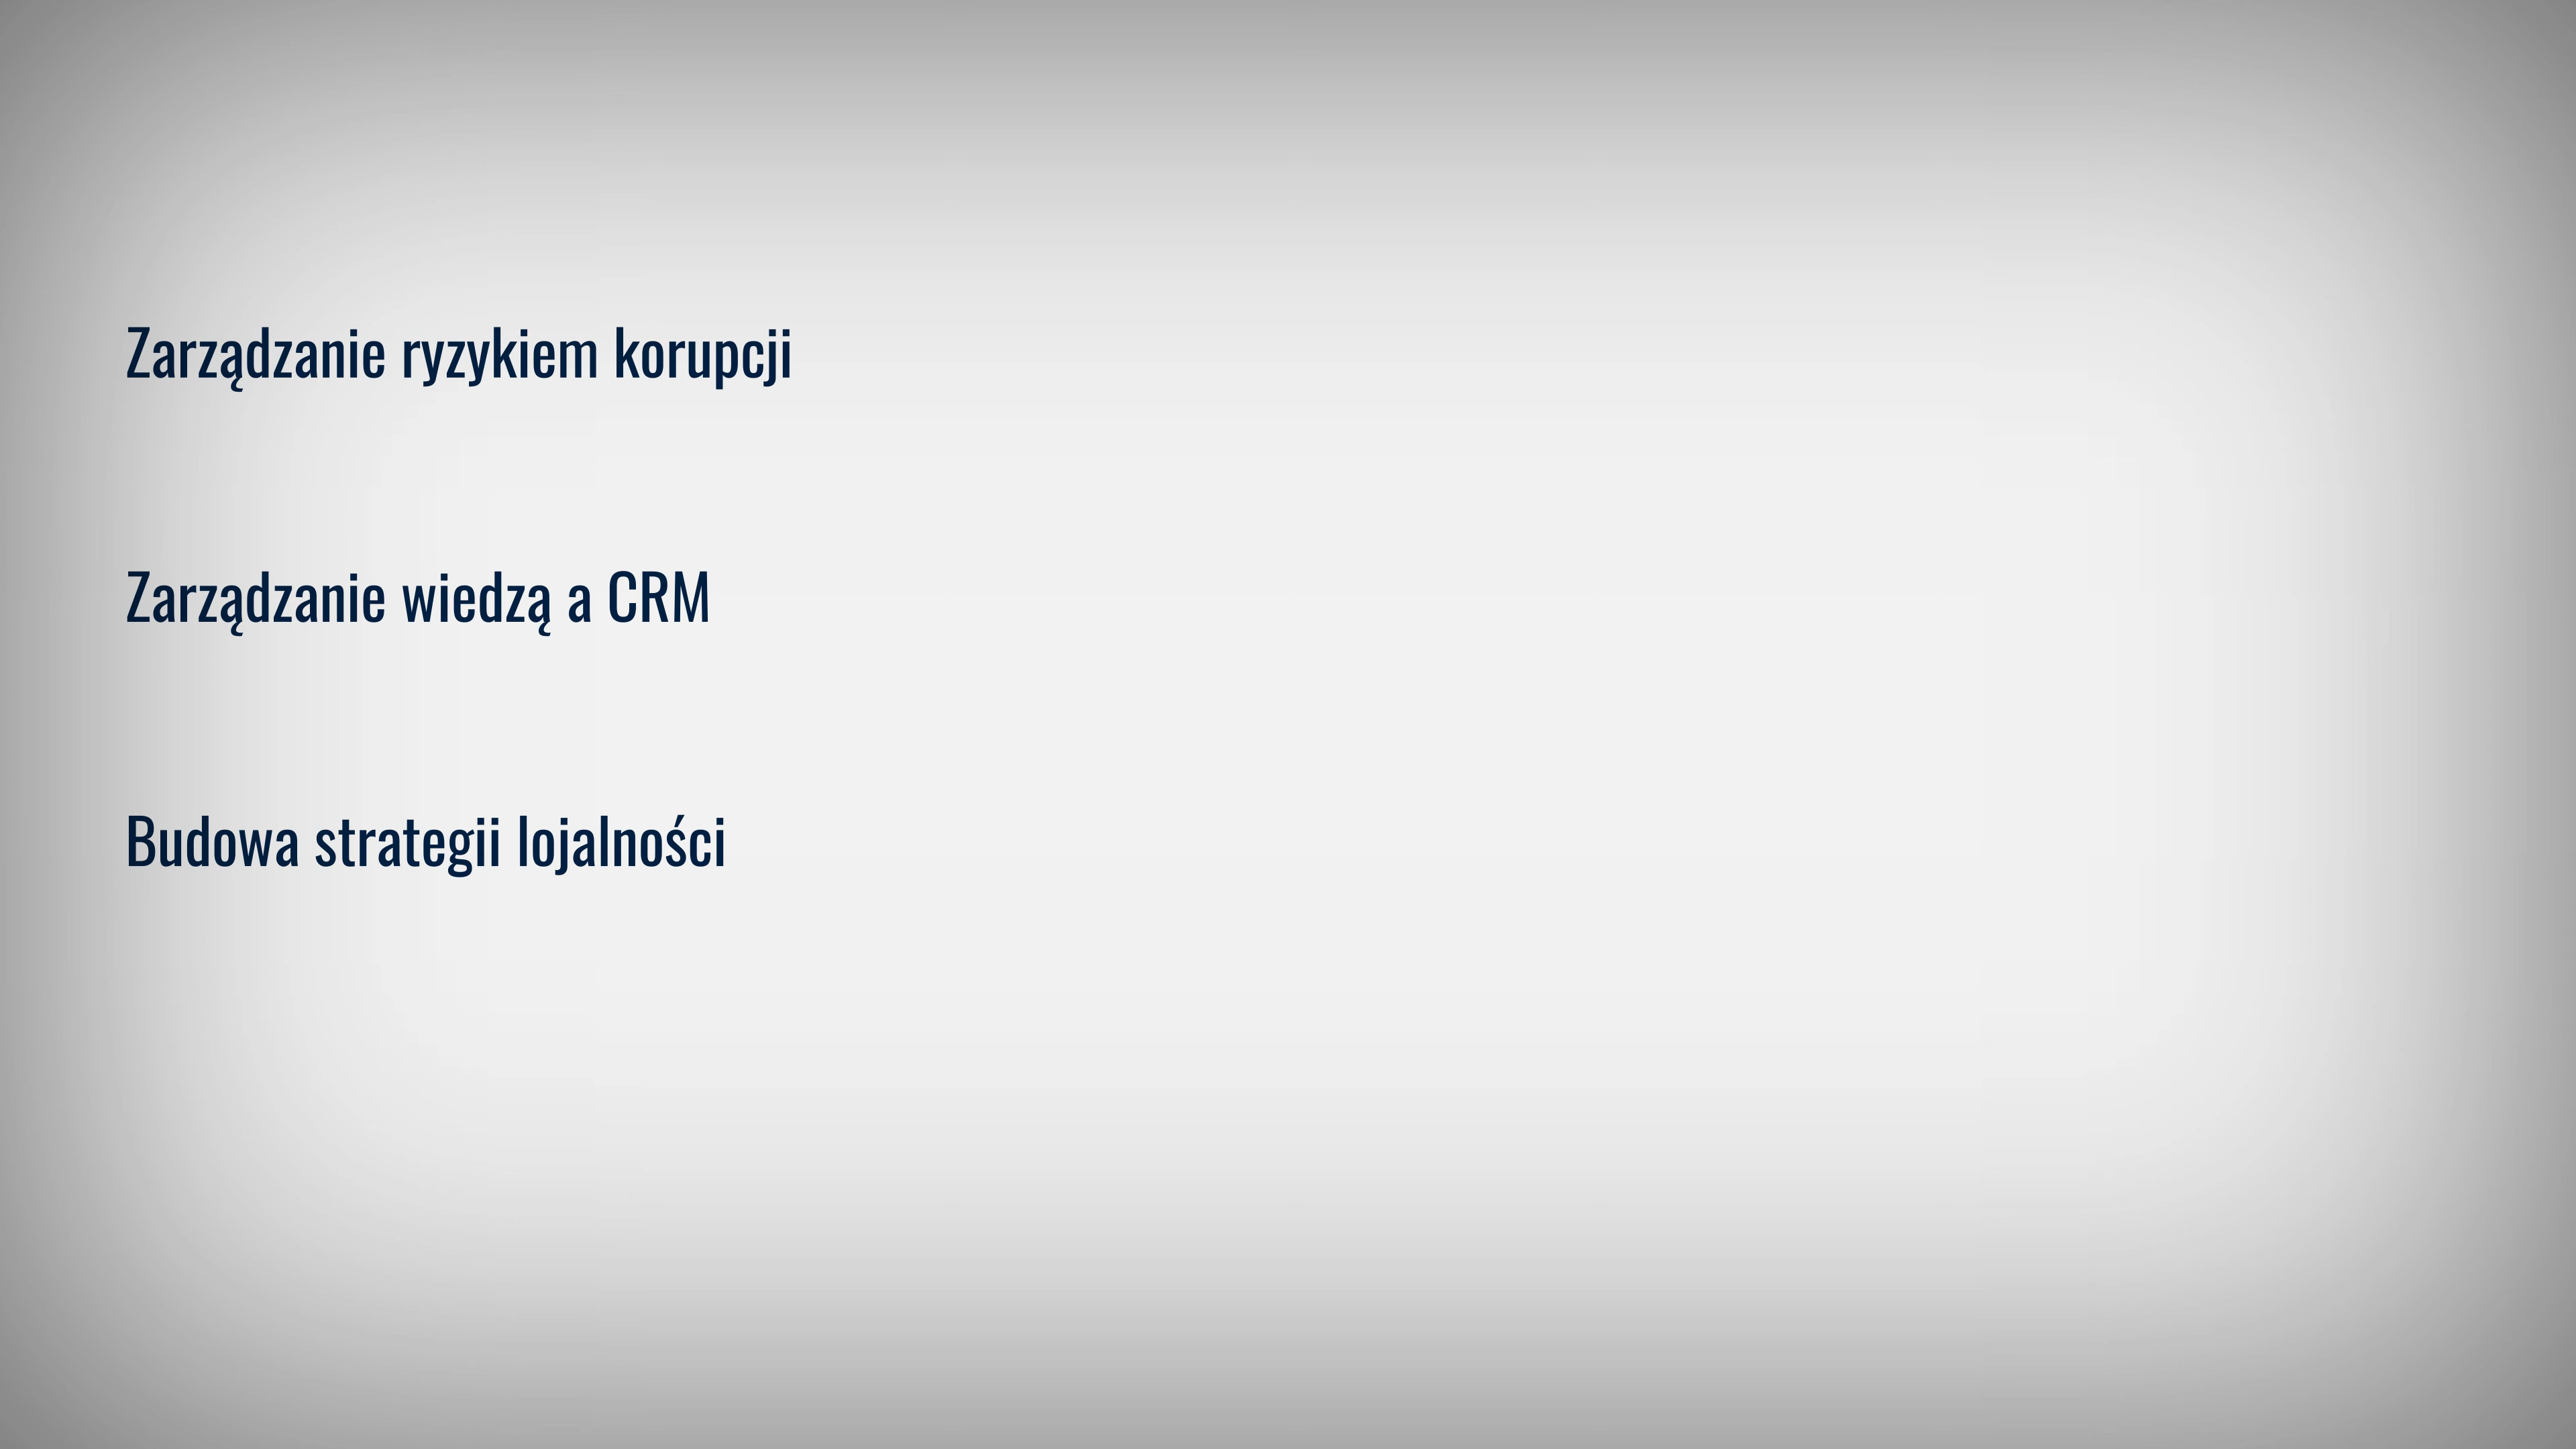 Zarządzanie ryzykiem korupcji
Zarządzanie wiedzą a CRM
Budowa strategii lojalności